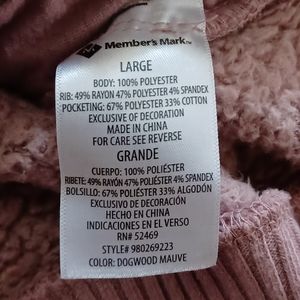 Member's Mark™
LARGE
BODY: 100% POLYESTER
RIB: 49% RAYON 47% POLYESTER 4% SPANDEX
POCKETING: 67% POLYESTER 33% COTTON
EXCLUSIVE OF DECORATION
MADE IN CHINA
FOR CARE SEE REVERSE
GRANDE
CUERPO: 100% POLIÉSTER
RIBETE: 49% RAYÓN 47% POLIÉSTER 4% SPANDEX
BOLSILLO: 67% POLIÉSTER 33% ALGODÓN
EXCLUSIVO DE DECORACIÓN
HECHO EN CHINA
INDICACIONES EN EL VERSO
RN# 52469
STYLE# 980269223
COLOR: DOGWOOD MAUVE